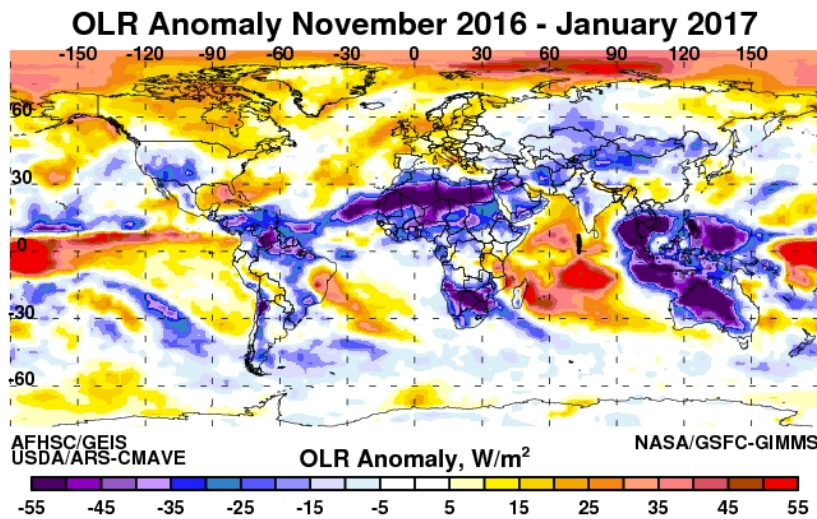 OLR Anomaly November 2016 - January 2017
-150 -120 -90 -60 -30 0 30 60 90 120 150
60
30
0
-30
-60
AFHSC/GEIS
USDA/ARS-CMAVE
NASA/GSFC-GIMMS
OLR Anomaly, W/m²
-55 -45 -35 -25 -15 -5 5 15 25 35 45 55